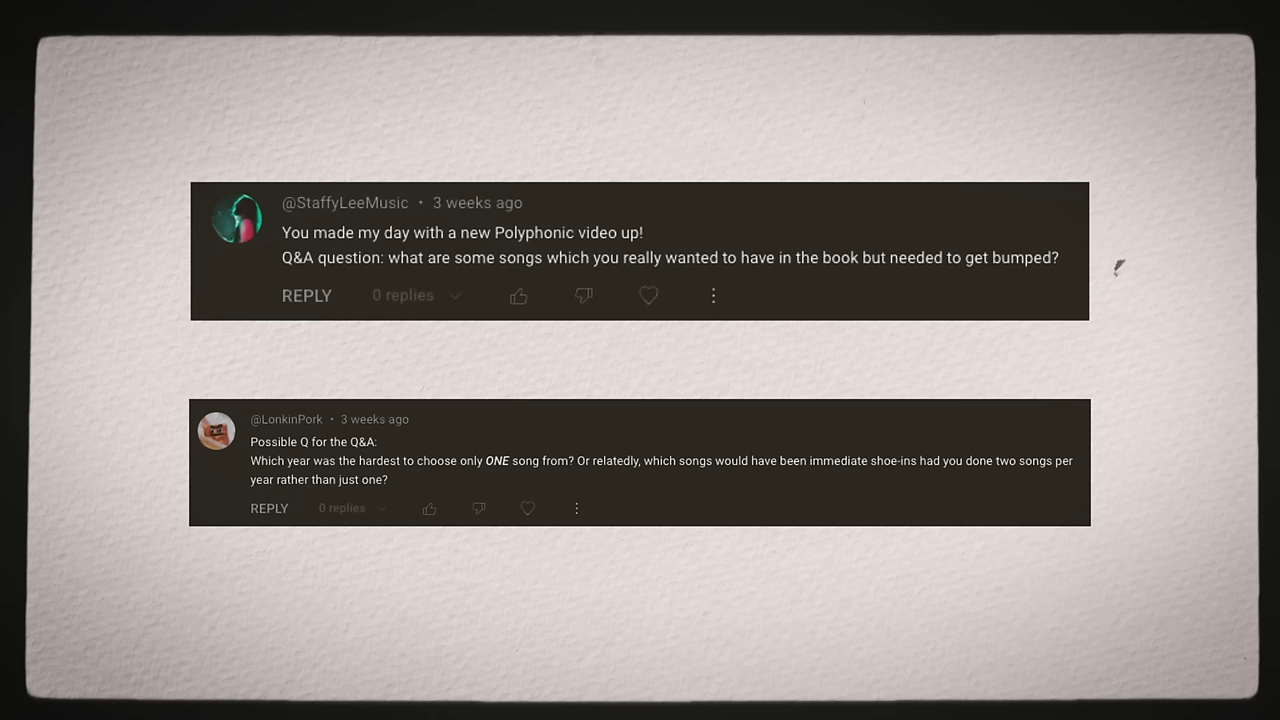 @StaffyLeeMusic • 3 weeks ago
You made my day with a new Polyphonic video up!
Q&A question: what are some songs which you really wanted to have in the book but needed to get bumped?
REPLY 0 replies
@LonkinPork • 3 weeks ago
Possible Q for the Q&A:
Which year was the hardest to choose only ONE song from? Or relatedly, which songs would have been immediate shoe-ins had you done two songs per
year rather than just one?
REPLY 0 replies